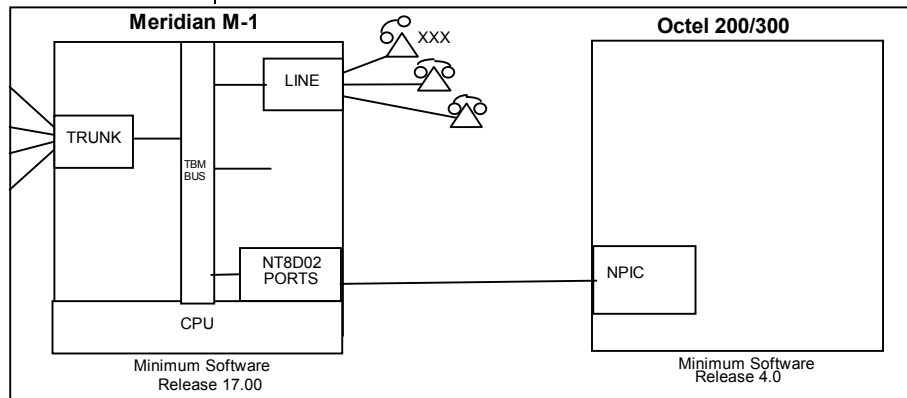 Meridian M-1
Octel 200/300
XXX
LINE
TRUNK
TBM
BUS
NT8D02
PORTS
NPIC
CPU
Minimum Software
Release 17.00
Minimum Software
Release 4.0